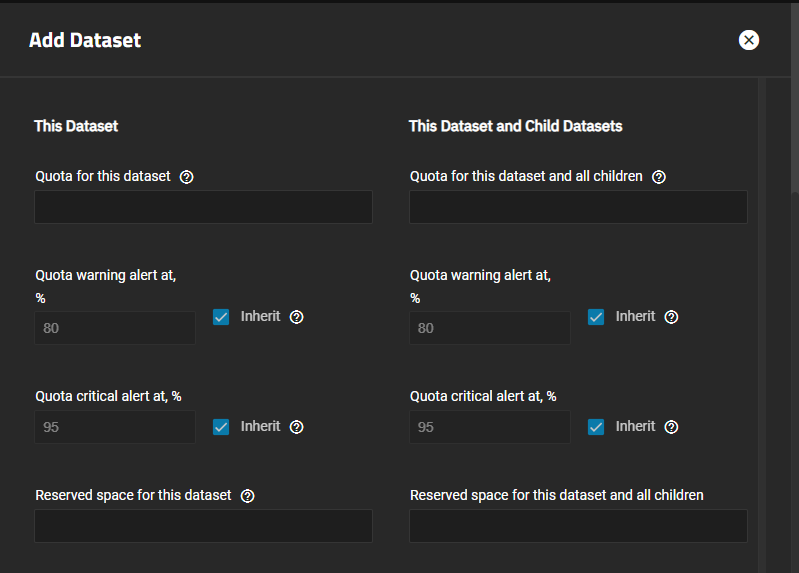 Add Dataset
This Dataset
This Dataset and Child Datasets
Quota for this dataset
Quota for this dataset and all children
Quota warning alert at,
%
80
Inherit
Quota warning alert at,
%
80
Inherit
Quota critical alert at, %
95
Inherit
Quota critical alert at, %
95
Inherit
Reserved space for this dataset
Reserved space for this dataset and all children